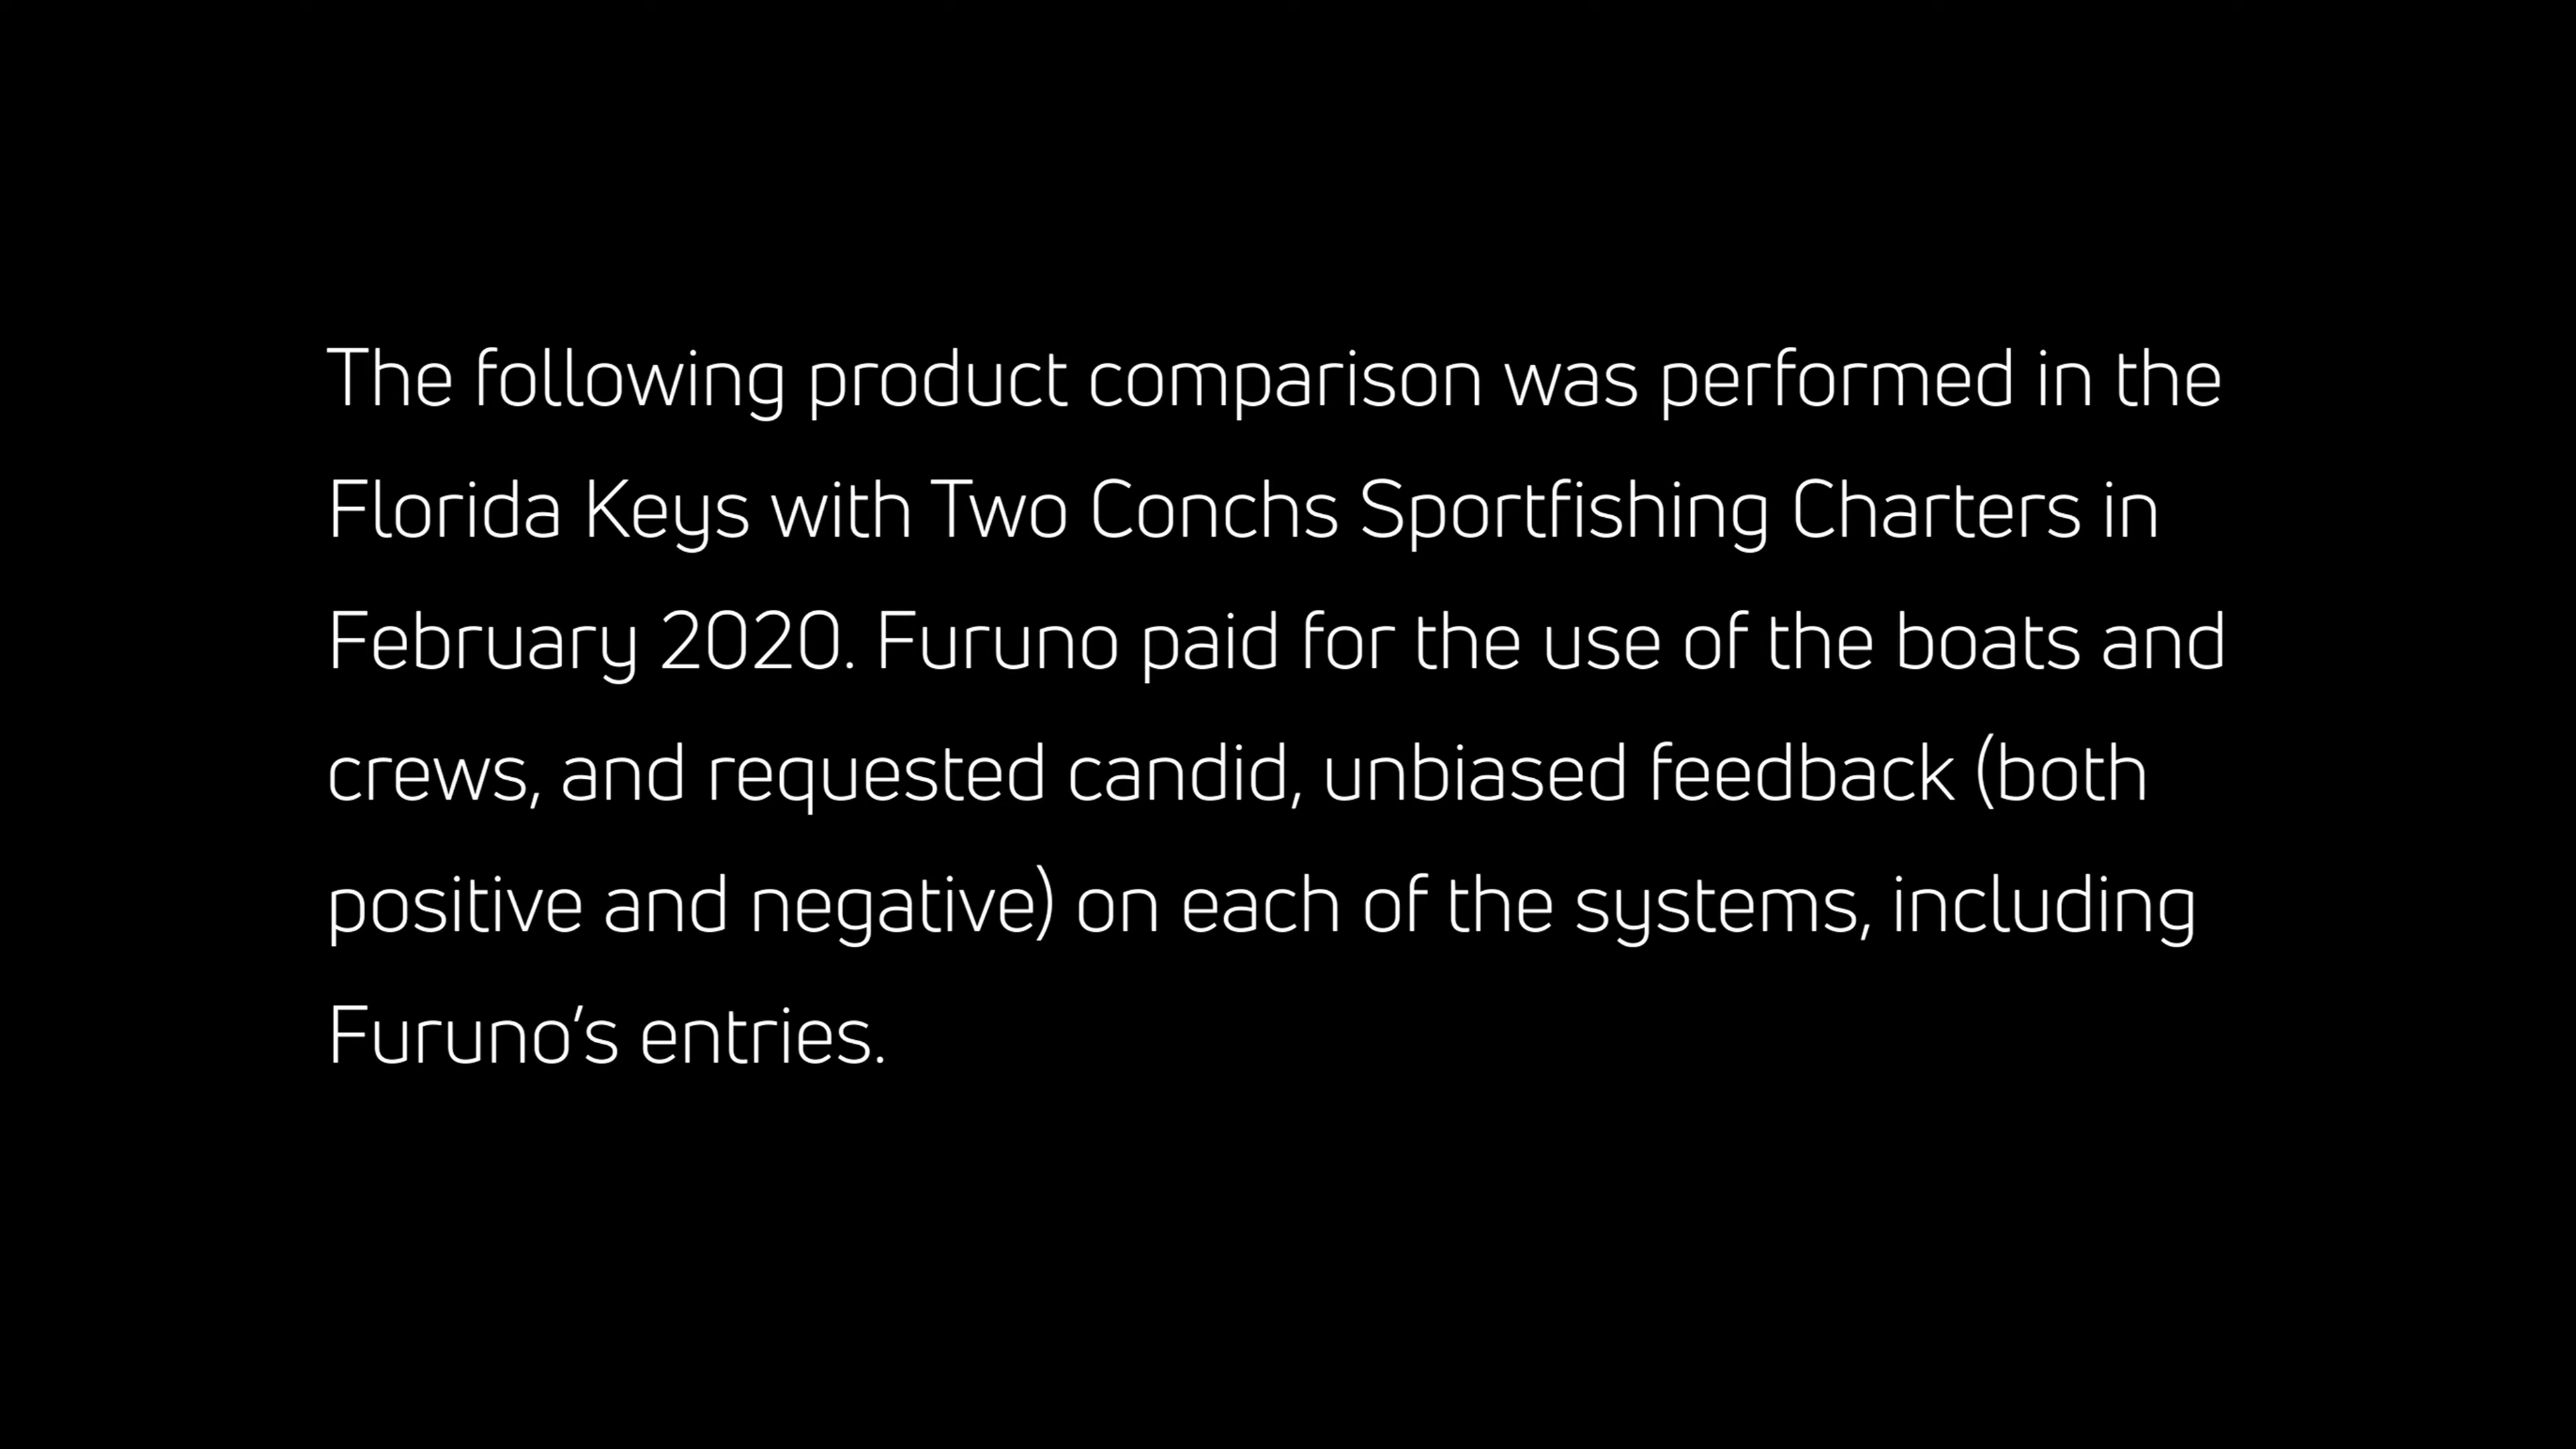 The following product comparison was performed in the
Florida Keys with Two Conchs Sportfishing Charters in
February 2020. Furuno paid for the use of the boats and
crews, and requested candid, unbiased feedback (both
positive and negative) on each of the systems, including
Furuno’s entries.